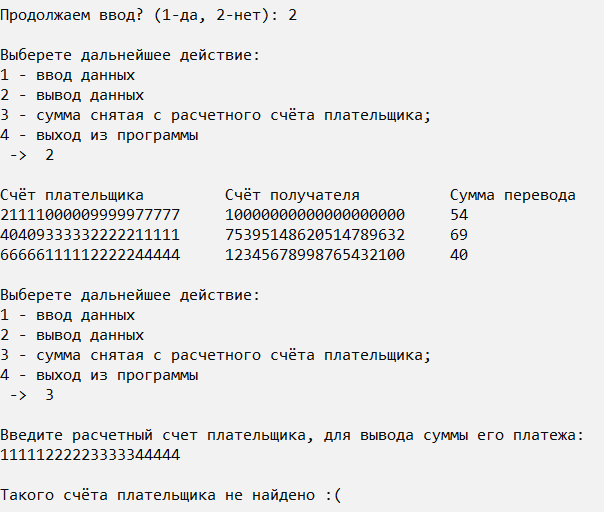 Продолжаем ввод? (1-да, 2-нет): 2
Выберете дальнейшее действие:
1 - ввод данных
2 - вывод данных
3 - сумма снятая с расчетного счёта плательщика;
4 - выход из программы
-> 2
Счёт плательщика Счёт получателя Сумма перевода
21111000009999977777 10000000000000000000 54
40409333332222211111 75395148620514789632 69
66666111112222244444 12345678998765432100 40
Выберете дальнейшее действие:
1 - ввод данных
2 - вывод данных
3 - сумма снятая с расчетного счёта плательщика;
4 - выход из программы
-> 3
Введите расчетный счет плательщика, для вывода суммы его платежа:
11111222223333344444
Такого счёта плательщика не найдено :(